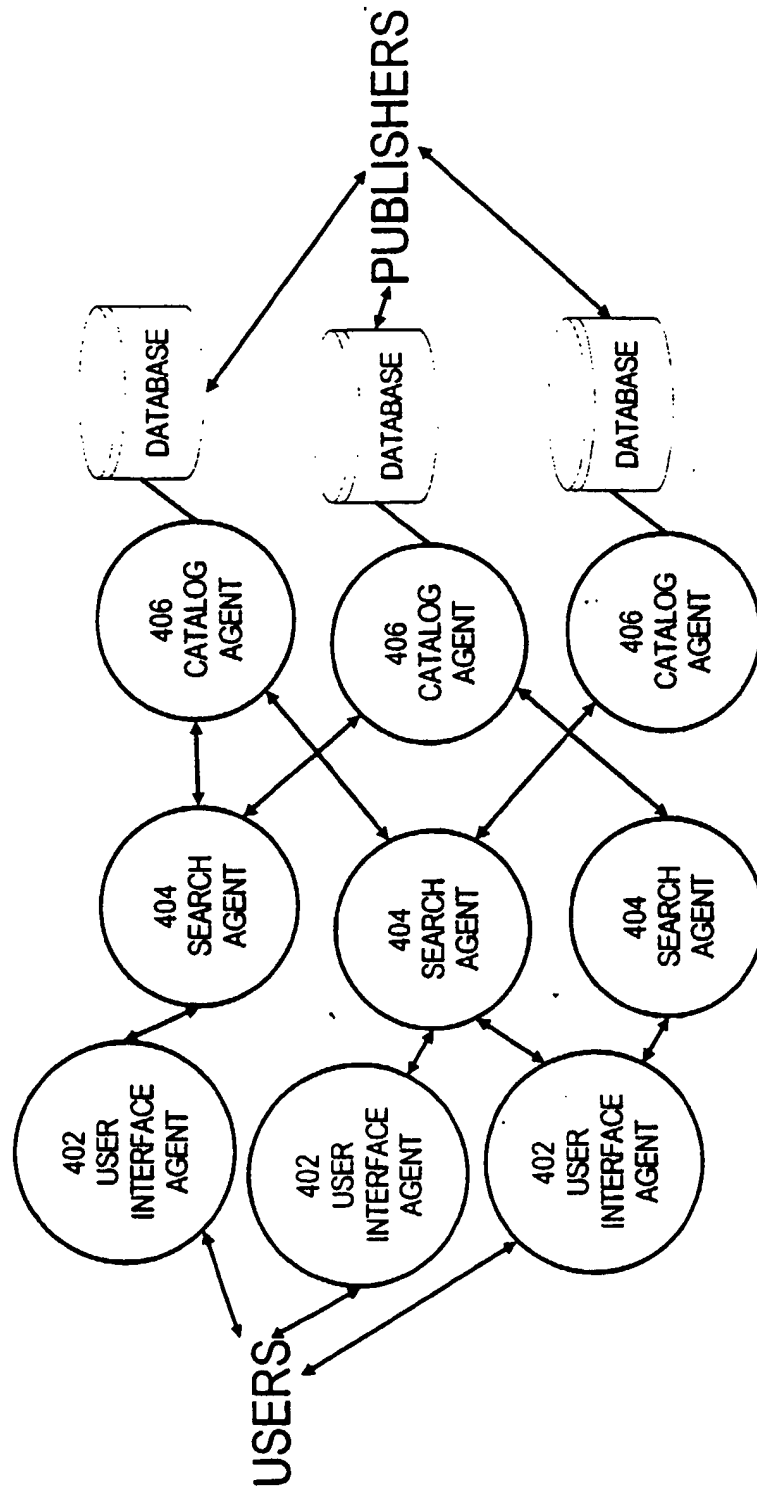 USERS
402
USER
INTERFACE
AGENT
402
USER
INTERFACE
AGENT
402
USER
INTERFACE
AGENT
404
SEARCH
AGENT
404
SEARCH
AGENT
404
SEARCH
AGENT
406
CATALOG
AGENT
406
CATALOG
AGENT
406
CATALOG
AGENT
DATABASE
DATABASE
DATABASE
PUBLISHERS